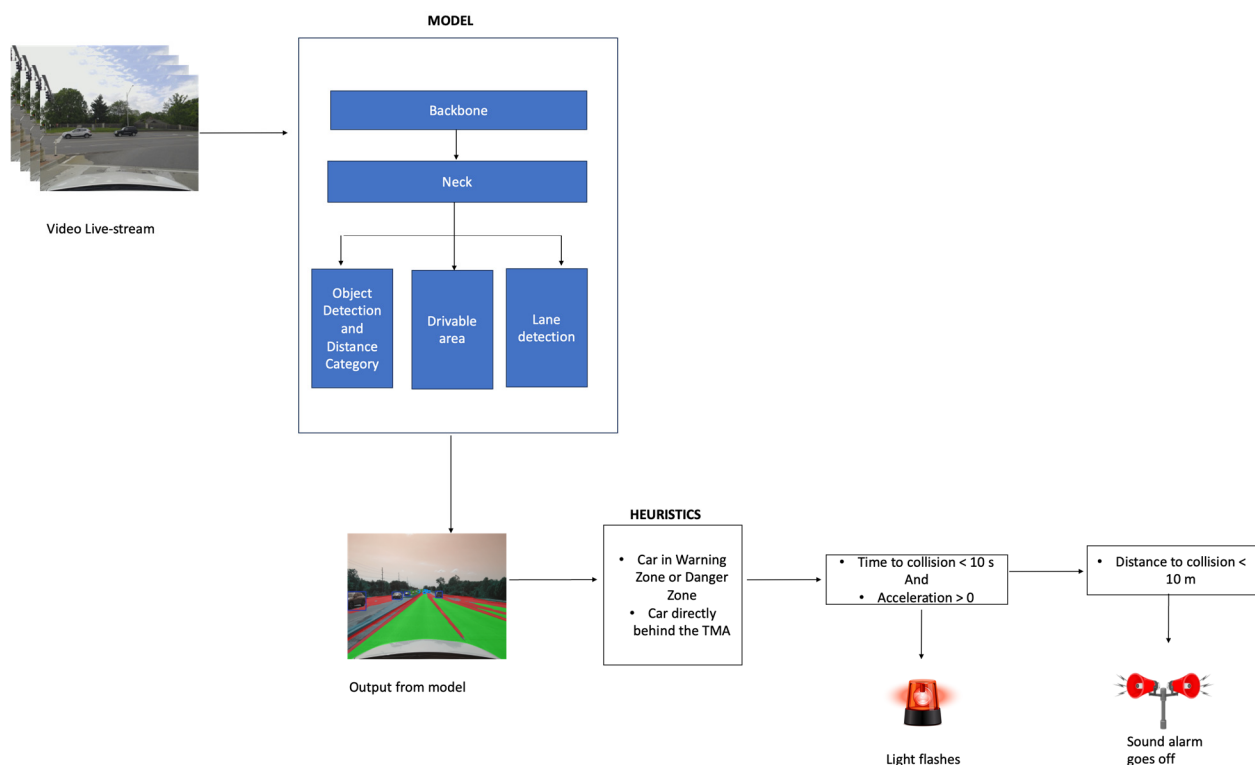 MODEL
Backbone
Neck
Video Live-stream
Object
Detection
and
Distance
Category
Drivable
area
Lane
detection
HEURISTICS
• Car in Warning
Zone or Danger
Zone
• Car directly
behind the TMA
• Time to collision < 10 s
And
• Acceleration > 0
• Distance to collision <
10 m
Output from model
Light flashes
Sound alarm
goes off